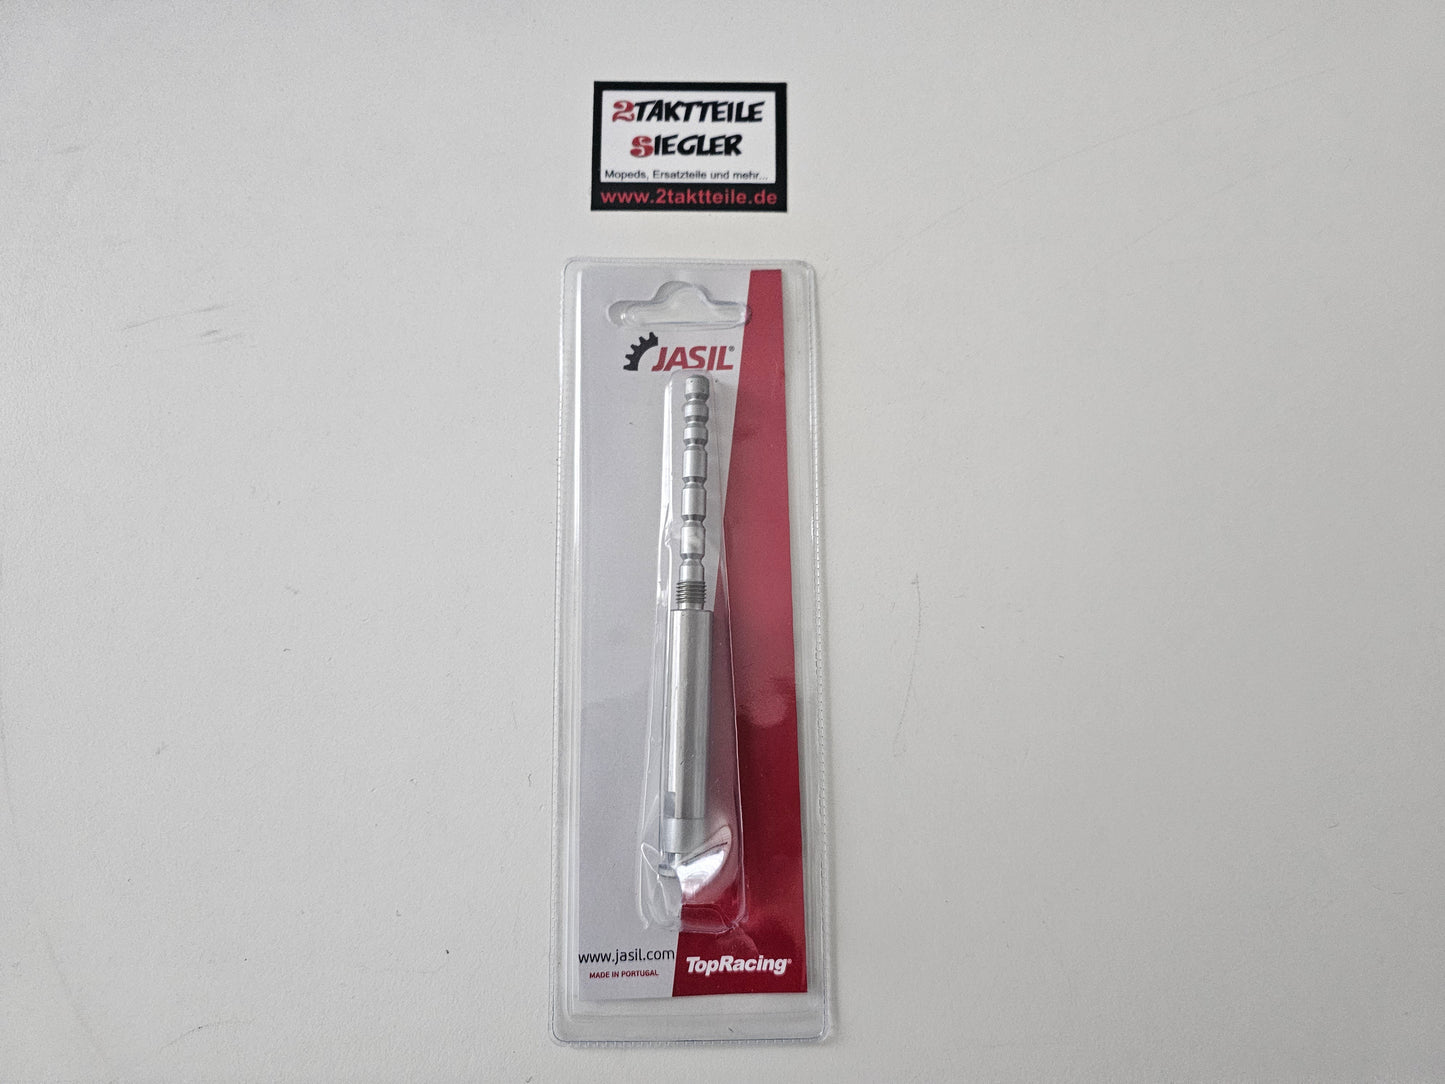 2TAKTTEILE
SIEGLER
Mopeds, Ersatzteile und mehr...
www.2taktteile.de
JASIL®
www.jasil.com
MADE IN PORTUGAL
TopRacing®